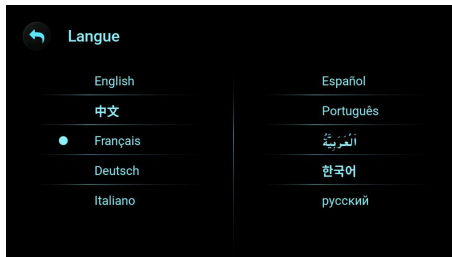 Langue
English
中文
Français
Deutsch
Italiano
Español
Português
اَلْعَرَبِيَّةُ
한국어
русский